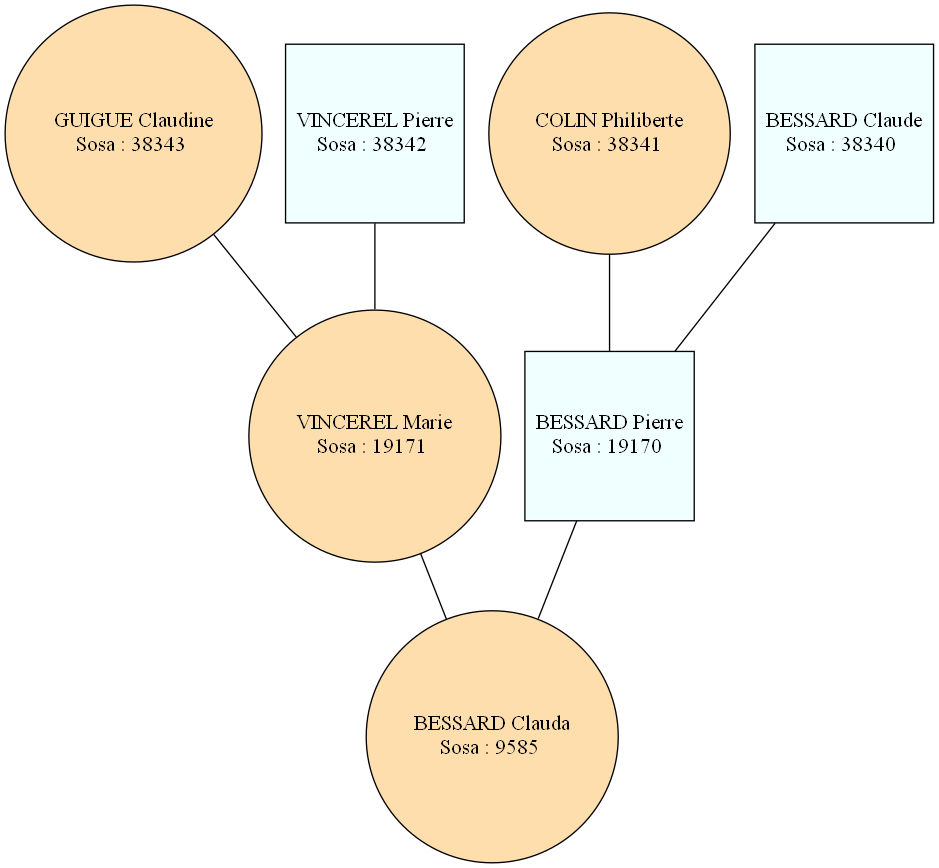 GUIGUE Claudine
Sosa : 38343
VINCEREL Pierre
Sosa : 38342
COLIN Philiberte
Sosa : 38341
BESSARD Claude
Sosa : 38340
VINCEREL Marie
Sosa : 19171
BESSARD Pierre
Sosa : 19170
BESSARD Clauda
Sosa : 9585